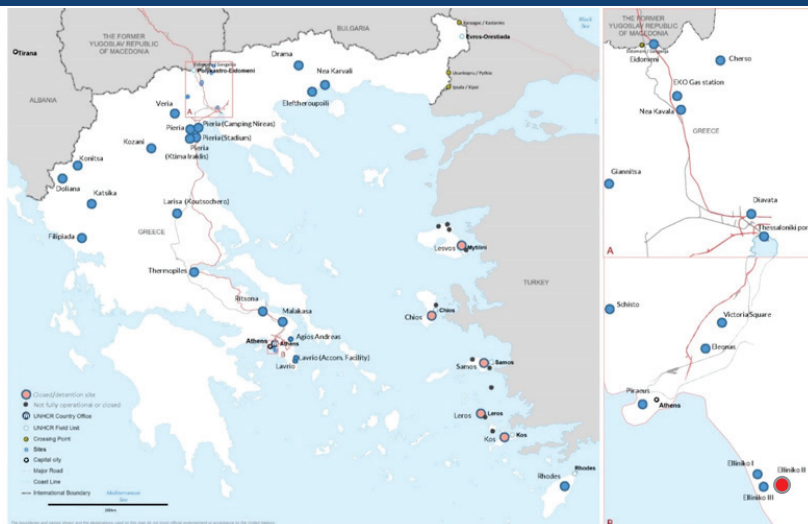 BULGARIA
Black
Sea
THE FORMER
YUGOSLAV REPUBLIC
OF MACEDONIA
Tirana
ALBANIA
Evros-Orestiada
Drama
Nea Karvali
Eleftheroupoili
Polykastro-Eidomeni
A
Veria
Pieria
Pieria (Camping Nireas)
Pieria (Stadium)
Pieria
(Ktima Iraklis)
Kozani
Konitsa
Doliana
Katsika
Filipiada
Larisa (Koutsochero)
GREECE
Thermopiles
Ritsona
Malakasa
Agios Andreas
Athens
Athens
B
Lavrio (Accom. Facility)
Lavrio
Lesvos
Mytilini
TURKEY
Chios
Chios
Samos
Samos
Leros
Leros
Kos
Kos
Rhodes
Rhodes
Closed/detention site
Not fully operational or closed
UNHCR Country Office
UNHCR Field Unit
Crossing Point
Sites
Capital city
Major Road
Coast Line
International Boundary
Mediterranean
Sea
THE FORMER
YUGOSLAV REPUBLIC
OF MACEDONIA
Eidomeni
Cherso
EKO Gas station
Nea Kavala
GREECE
Giannitsa
Diavata
Thessaloniki por
A
Schisto
Victoria Square
Eleonas
Piraeus
Athens
Elliniko I
Elliniko II
Elliniko III
B